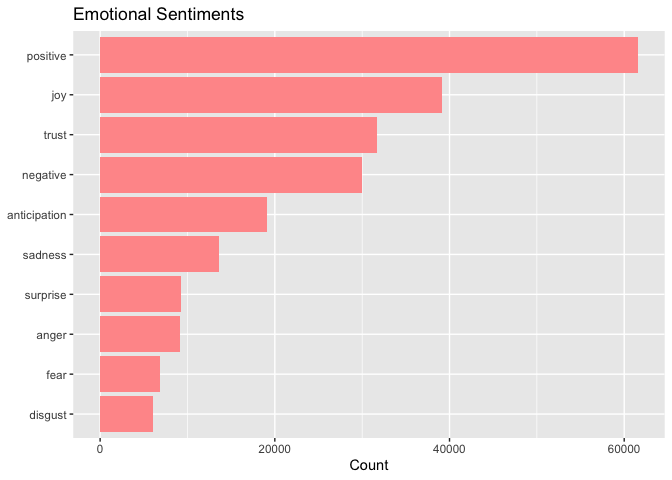 Emotional Sentiments
positive
joy
trust
negative
anticipation
sadness
surprise
anger
fear
disgust
0 20000 40000 60000
Count